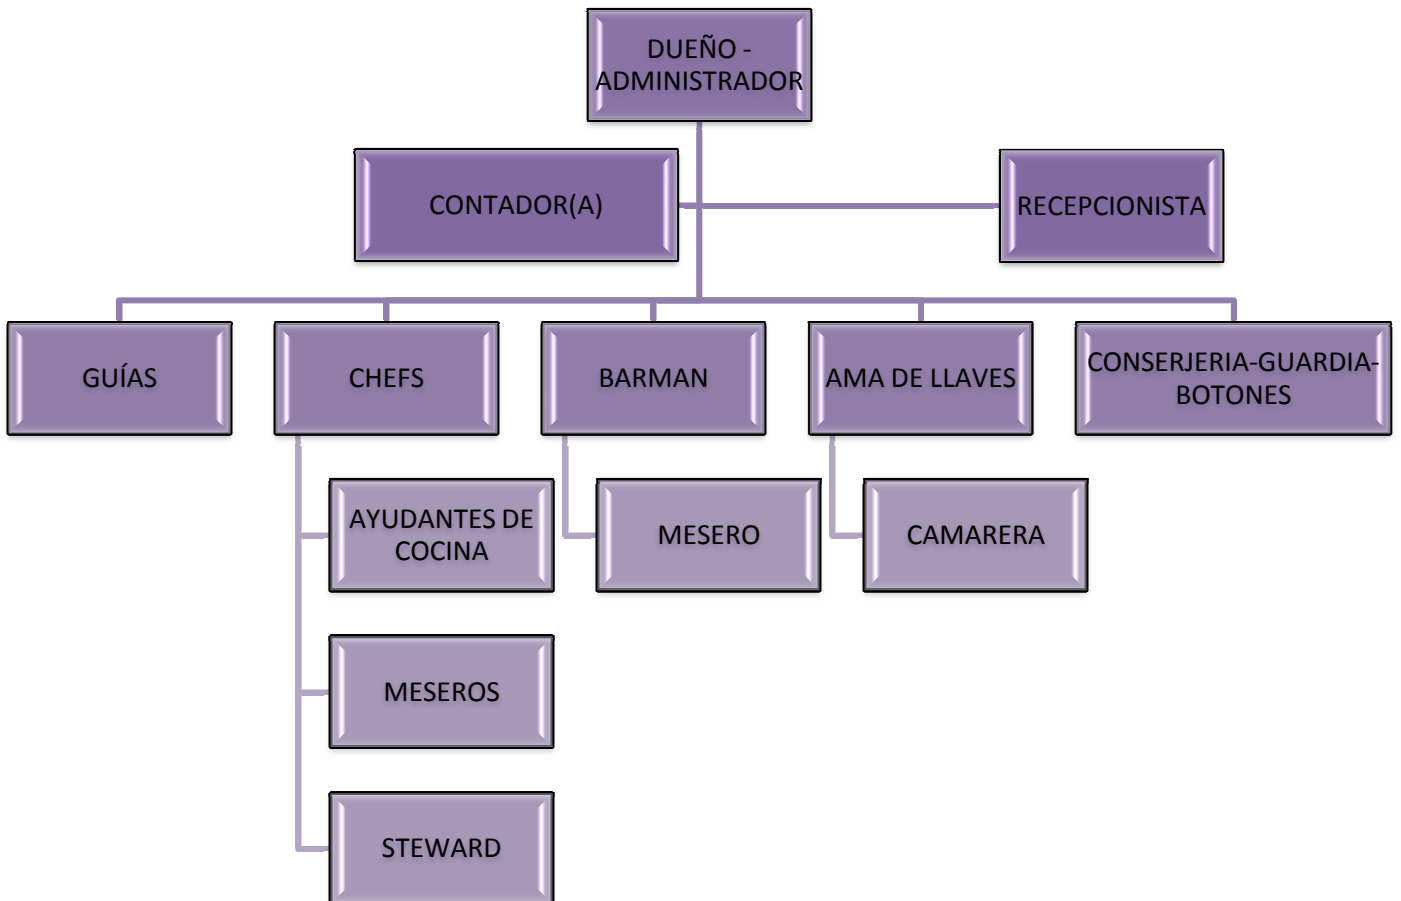 DUEÑO -
ADMINISTRADOR
CONTADOR(A)
RECEPCIONISTA
GUÍAS
CHEFS
BARMAN
AMA DE LLAVES
CONSERJERIA-GUARDIA-
BOTONES
AYUDANTES DE
COCINA
MESERO
CAMARERA
MESEROS
STEWARD